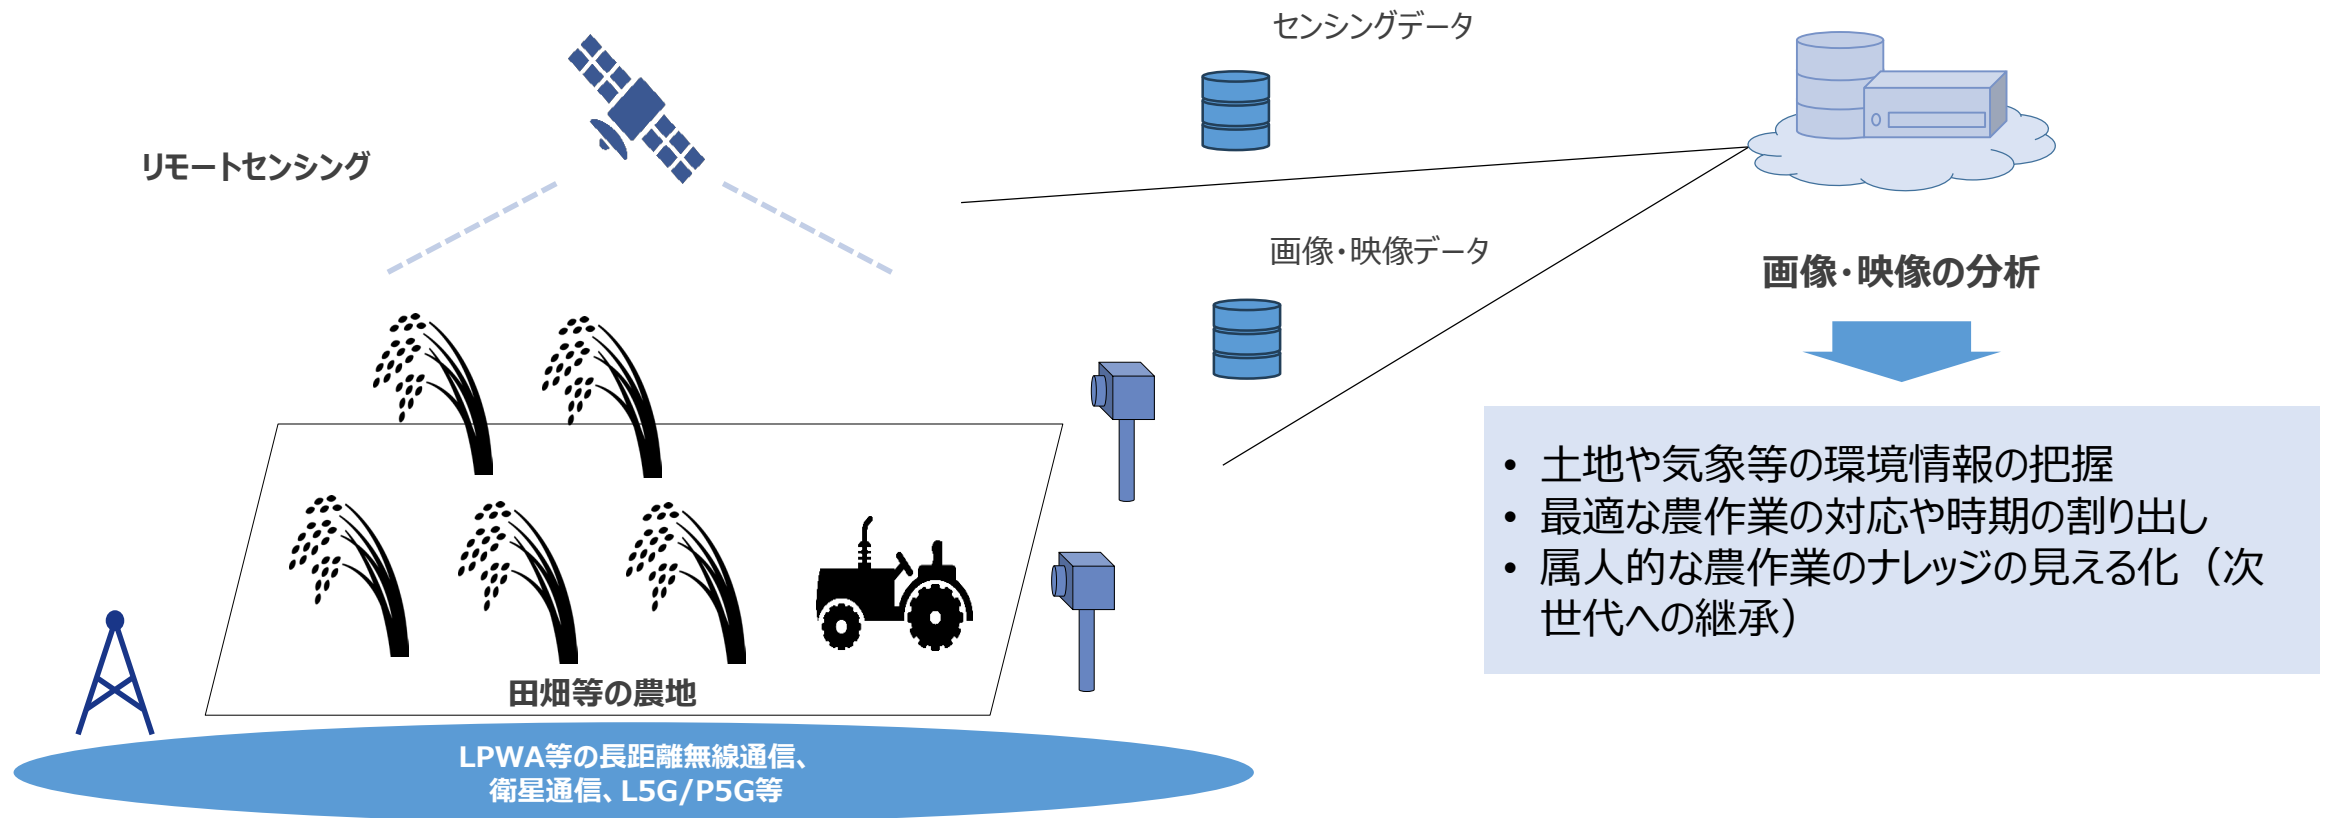 センシングデータ
リモートセンシング
画像・映像データ
画像・映像の分析
• 土地や気象等の環境情報の把握
• 最適な農作業の対応や時期の割り出し
• 属人的な農作業のナレッジの見える化（次
世代への継承）
田畑等の農地
LPWA等の長距離無線通信、
衛星通信、L5G/P5G等